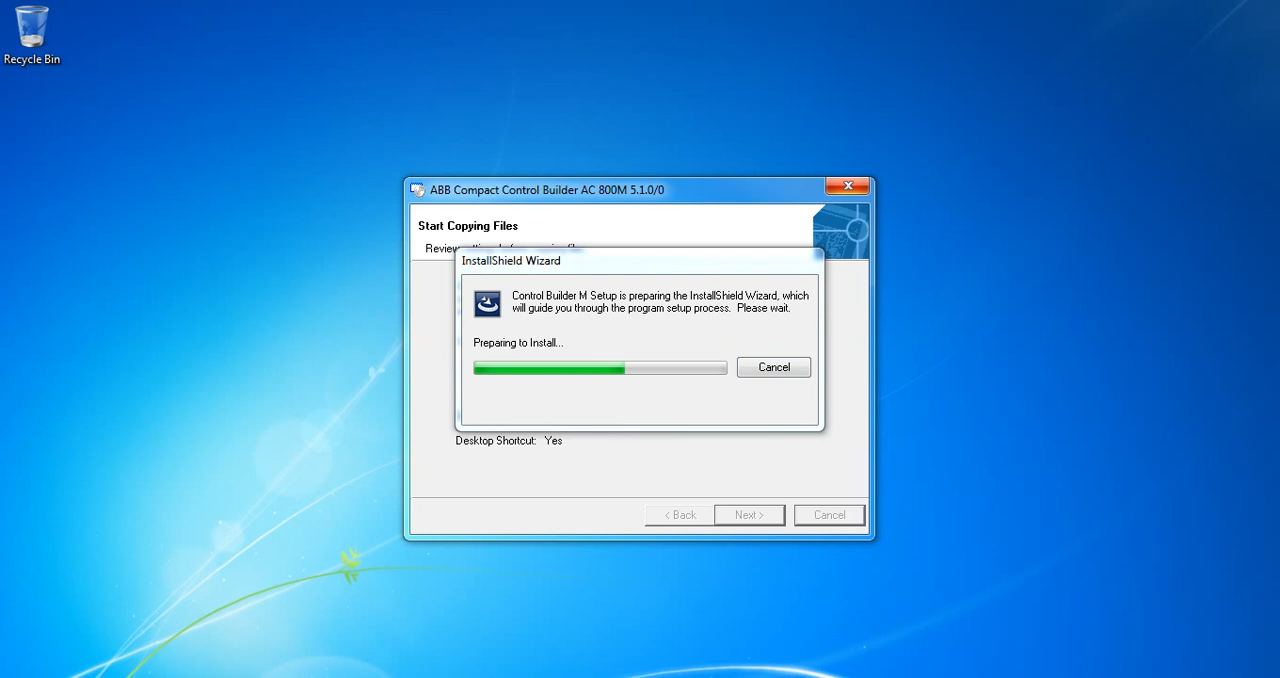 Recycle Bin
ABB Compact Control Builder AC 800M 5.1.0/0
Start Copying Files
Review
InstallShield Wizard
Control Builder M Setup is preparing the InstallShield Wizard, which
will guide you through the program setup process. Please wait.
Preparing to Install...
Cancel
Desktop Shortcut: Yes
< Back
Next >
Cancel